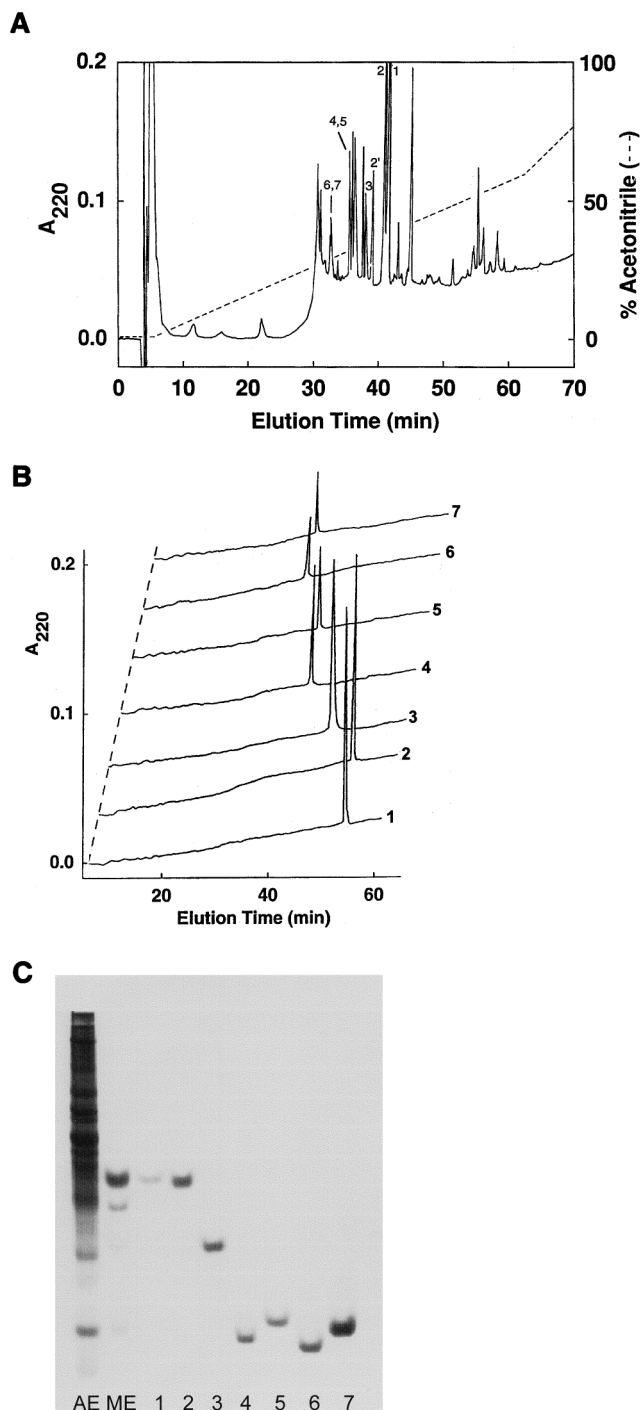 A
0.2
0.1
0.0
A220
100
50
0
% Acetonitrile (---)
2 1
4,5
2'
6,7
3
0 10 20 30 40 50 60 70
Elution Time (min)
B
0.2
0.1
0.0
A220
7
6
5
4
3
2
1
20 40 60
Elution Time (min)
C
AE ME 1 2 3 4 5 6 7